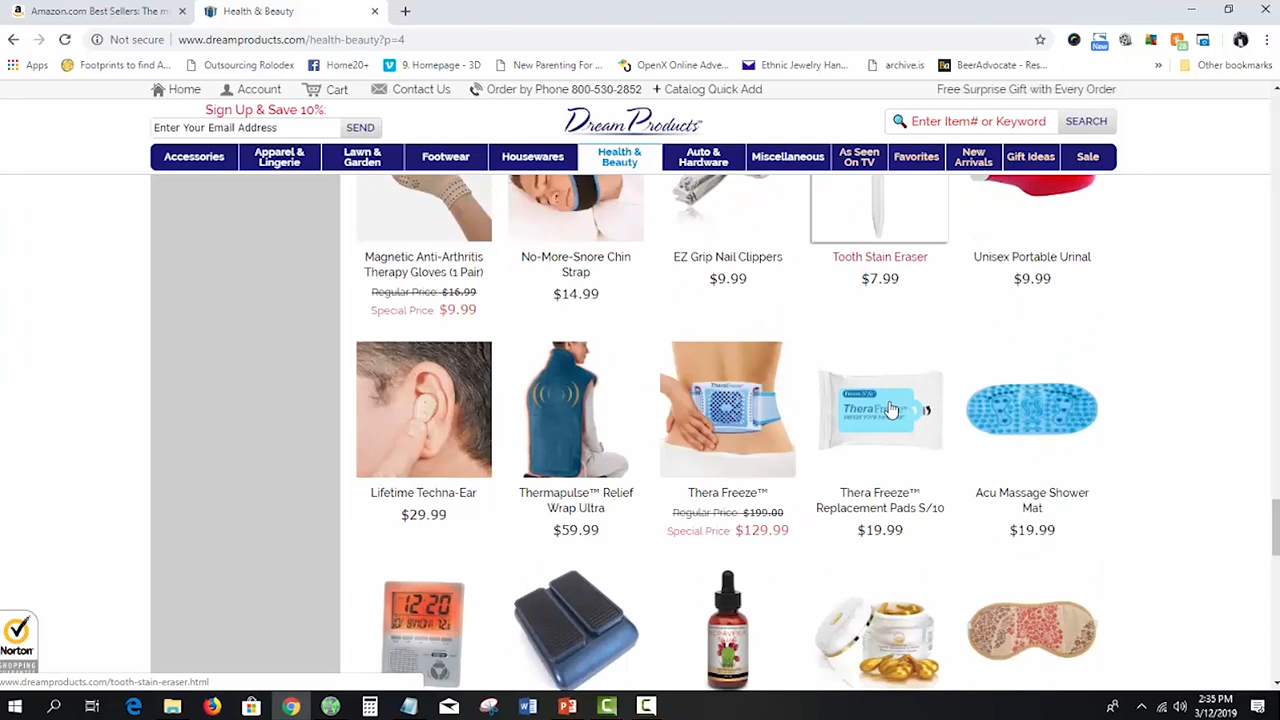 Amazon.com Best Sellers: The m
Health & Beauty
Not secure
www.dreamproducts.com/health-beauty?p=4
New
Apps
Footprints to find A...
Outsourcing Rolodex
Home20+
9. Homepage - 3D
New Parenting For ...
OpenX Online Adve...
Ethnic Jewelry Han...
archive.is
BeerAdvocate - Res...
»
Other bookmarks
Home
Account
Cart
Contact Us
Order by Phone 800-530-2852
+ Catalog Quick Add
Free Surprise Gift with Every Order
Sign Up & Save 10%:
Enter Your Email Address
SEND
Dream Products
Enter Item# or Keyword
SEARCH
Accessories
Apparel &
Lingerie
Lawn &
Garden
Footwear
Housewares
Health &
Beauty
Auto &
Hardware
Miscellaneous
As Seen
On TV
Favorites
New
Arrivals
Gift Ideas
Sale
Magnetic Anti-Arthritis
Therapy Gloves (1 Pair)
Regular Price: $16.99
Special Price: $9.99
No-More-Snore Chin
Strap
$14.99
EZ Grip Nail Clippers
$9.99
Tooth Stain Eraser
$7.99
Unisex Portable Urinal
$9.99
Lifetime Techna-Ear
$29.99
Thermapulse™ Relief
Wrap Ultra
$59.99
Thera Freeze™
Regular Price: $199.00
Special Price: $129.99
Thera Freeze™
Replacement Pads S/10
$19.99
Acu Massage Shower
Mat
$19.99
12:20
Norton
SHOPPING
www.dreamproducts.com/tooth-stain-eraser.html
2:35 PM
3/12/2019